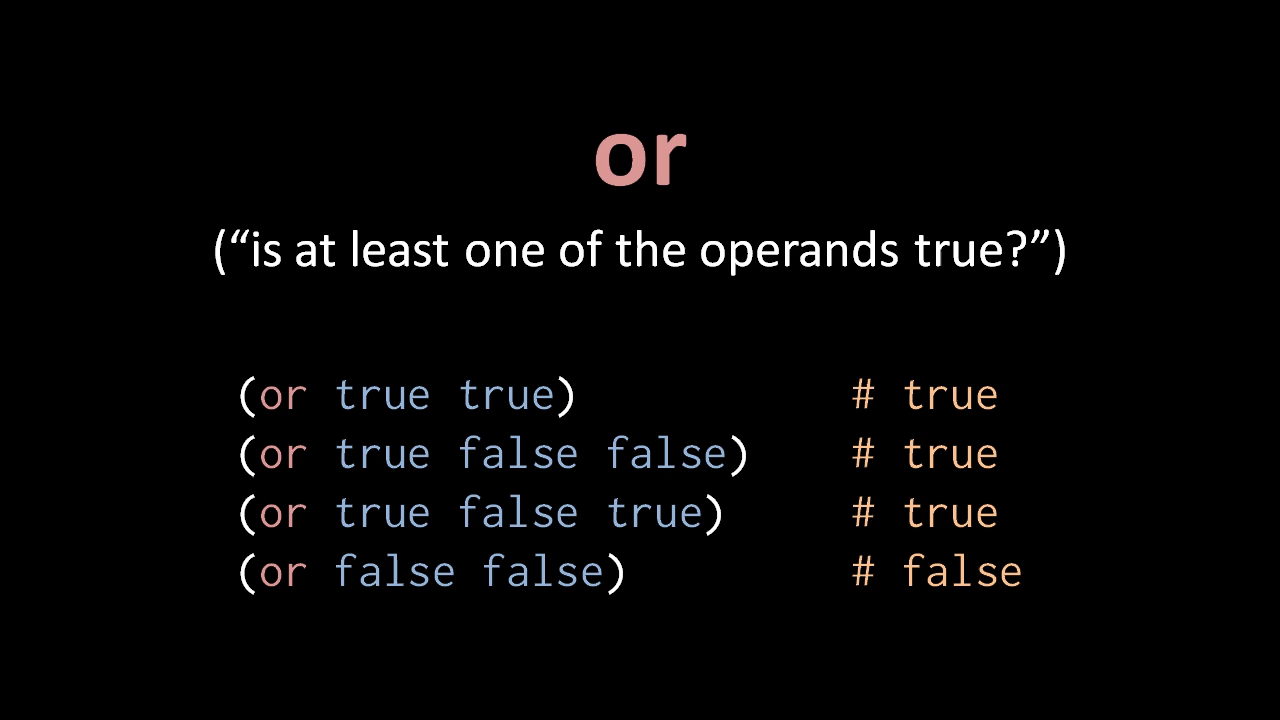 or
(“is at least one of the operands true?”)
(or true true) # true
(or true false false) # true
(or true false true) # true
(or false false) # false